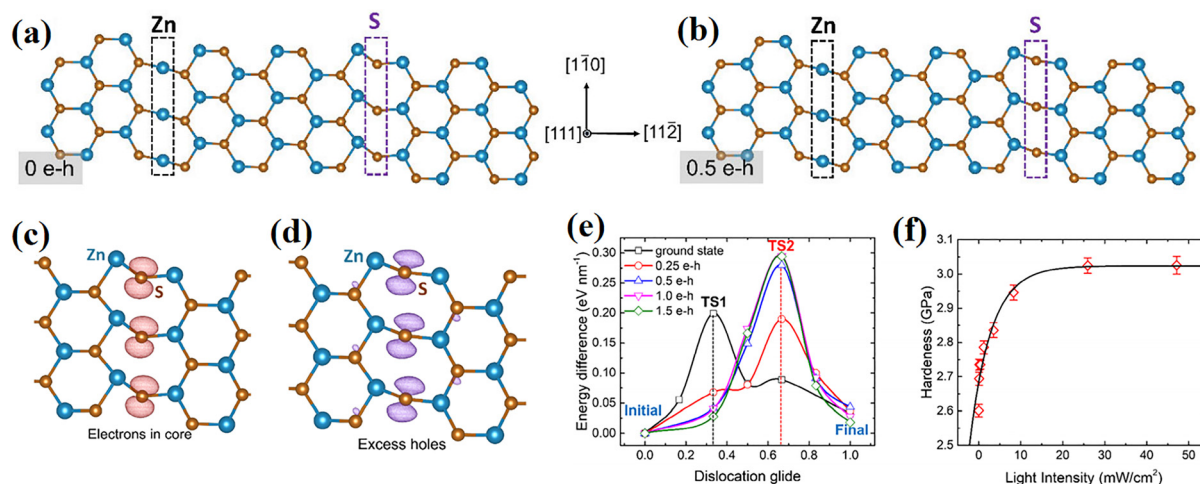 (a)
Zn
S
0 e-h
[11̅0]
[111]
[112̅]
(b)
Zn
S
0.5 e-h
(c)
Zn
S
Electrons in core
(d)
Zn
S
Excess holes
(e)
Energy difference (eV nm⁻¹)
0.30
0.25
0.20
0.15
0.10
0.05
0.00
ground state
0.25 e-h
0.5 e-h
1.0 e-h
1.5 e-h
TS1
TS2
Initial
Final
0.0 0.2 0.4 0.6 0.8 1.0
Dislocation glide
(f)
Hardeness (GPa)
3.2
3.1
3.0
2.9
2.8
2.7
2.6
2.5
0 10 20 30 40 50
Light Intensity (mW/cm²)